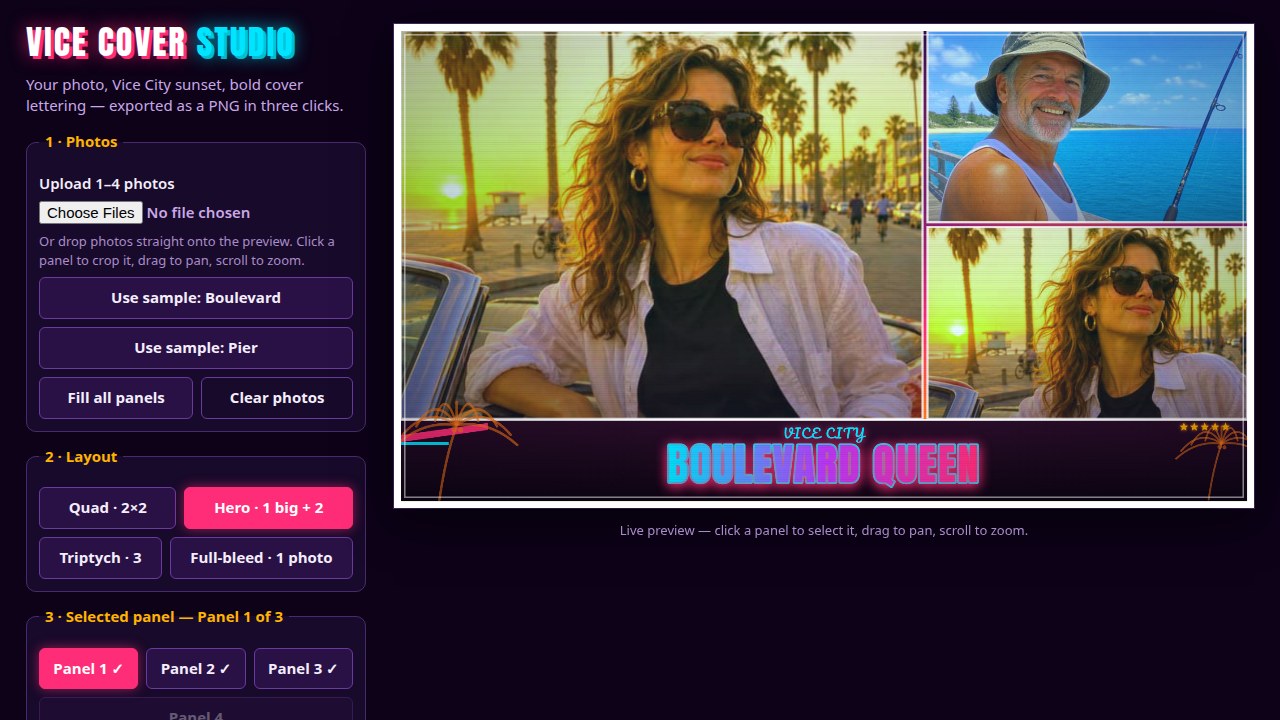 VICE COVER STUDIO
Your photo, Vice City sunset, bold cover
lettering — exported as a PNG in three clicks.
1 · Photos
Upload 1–4 photos
Choose Files No file chosen
Or drop photos straight onto the preview. Click a
panel to crop it, drag to pan, scroll to zoom.
Use sample: Boulevard
Use sample: Pier
Fill all panels
Clear photos
2 · Layout
Quad · 2×2
Hero · 1 big + 2
Triptych · 3
Full-bleed · 1 photo
3 · Selected panel — Panel 1 of 3
Panel 1 ✓
Panel 2 ✓
Panel 3 ✓
Panel 4
VICE CITY
★★★★★
BOULEVARD QUEEN
Live preview — click a panel to select it, drag to pan, scroll to zoom.